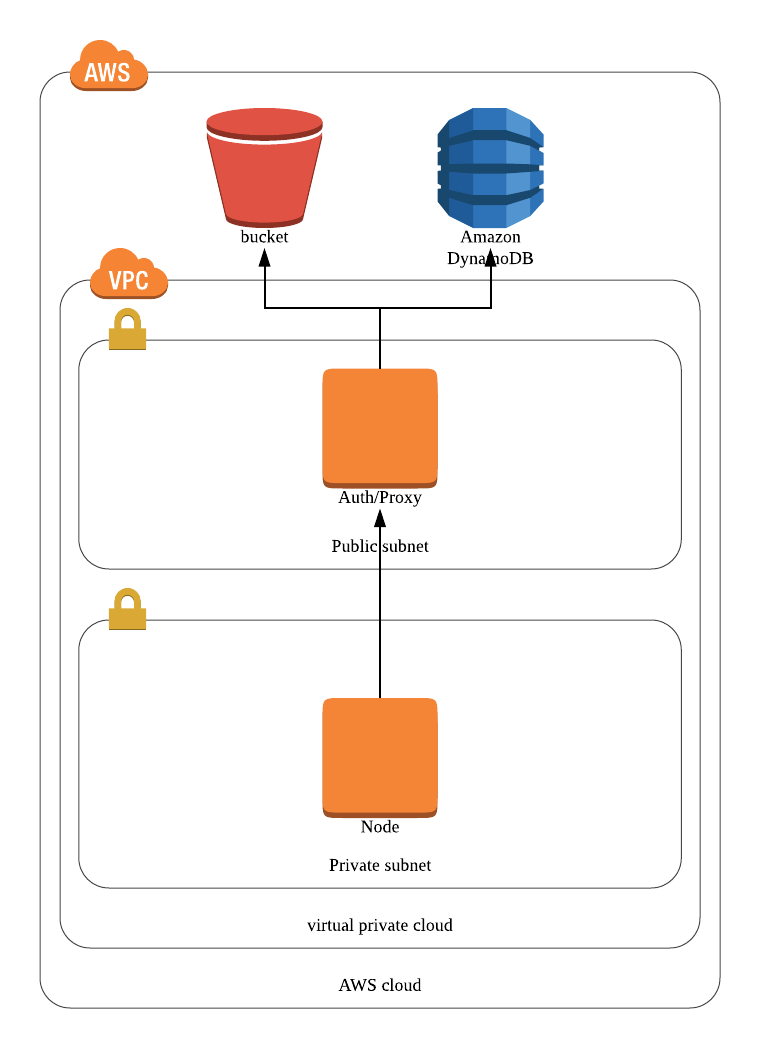 AWS
bucket
Amazon
DynamoDB
VPC
Auth/Proxy
Public subnet
Node
Private subnet
virtual private cloud
AWS cloud